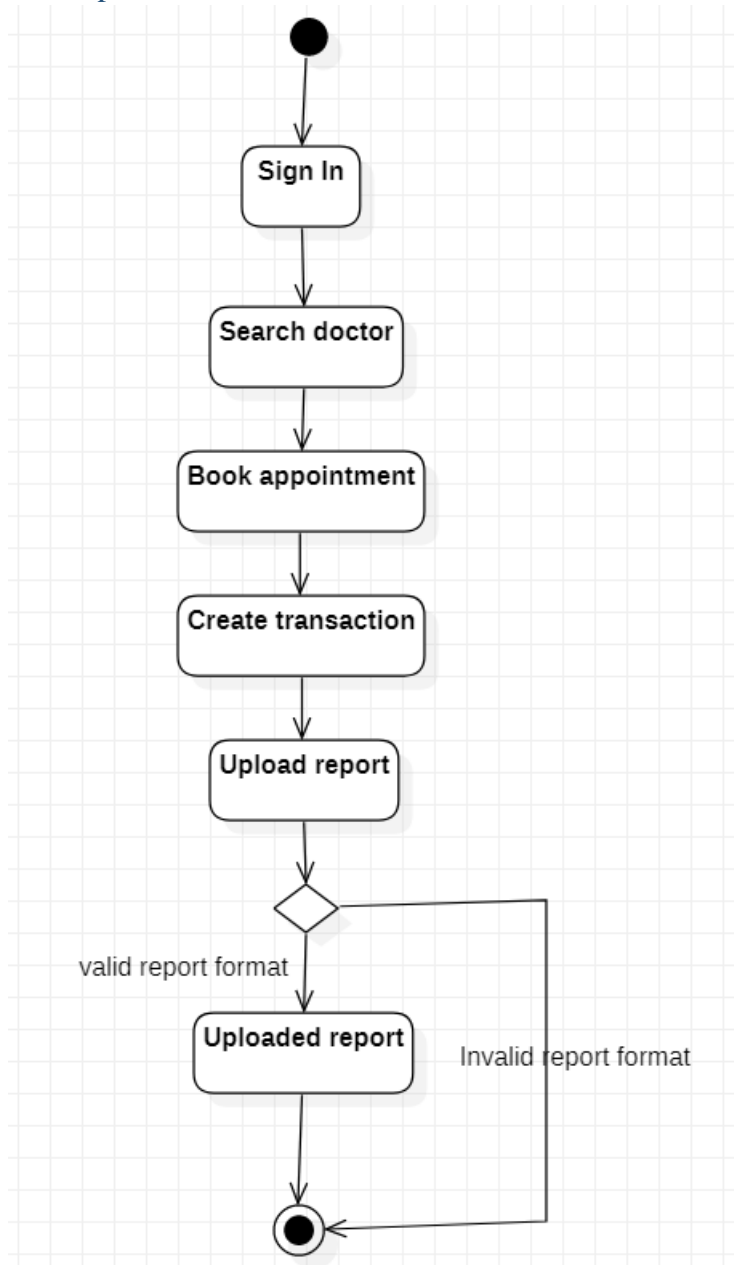 Sign In
Search doctor
Book appointment
Create transaction
Upload report
valid report format
Uploaded report
Invalid report format